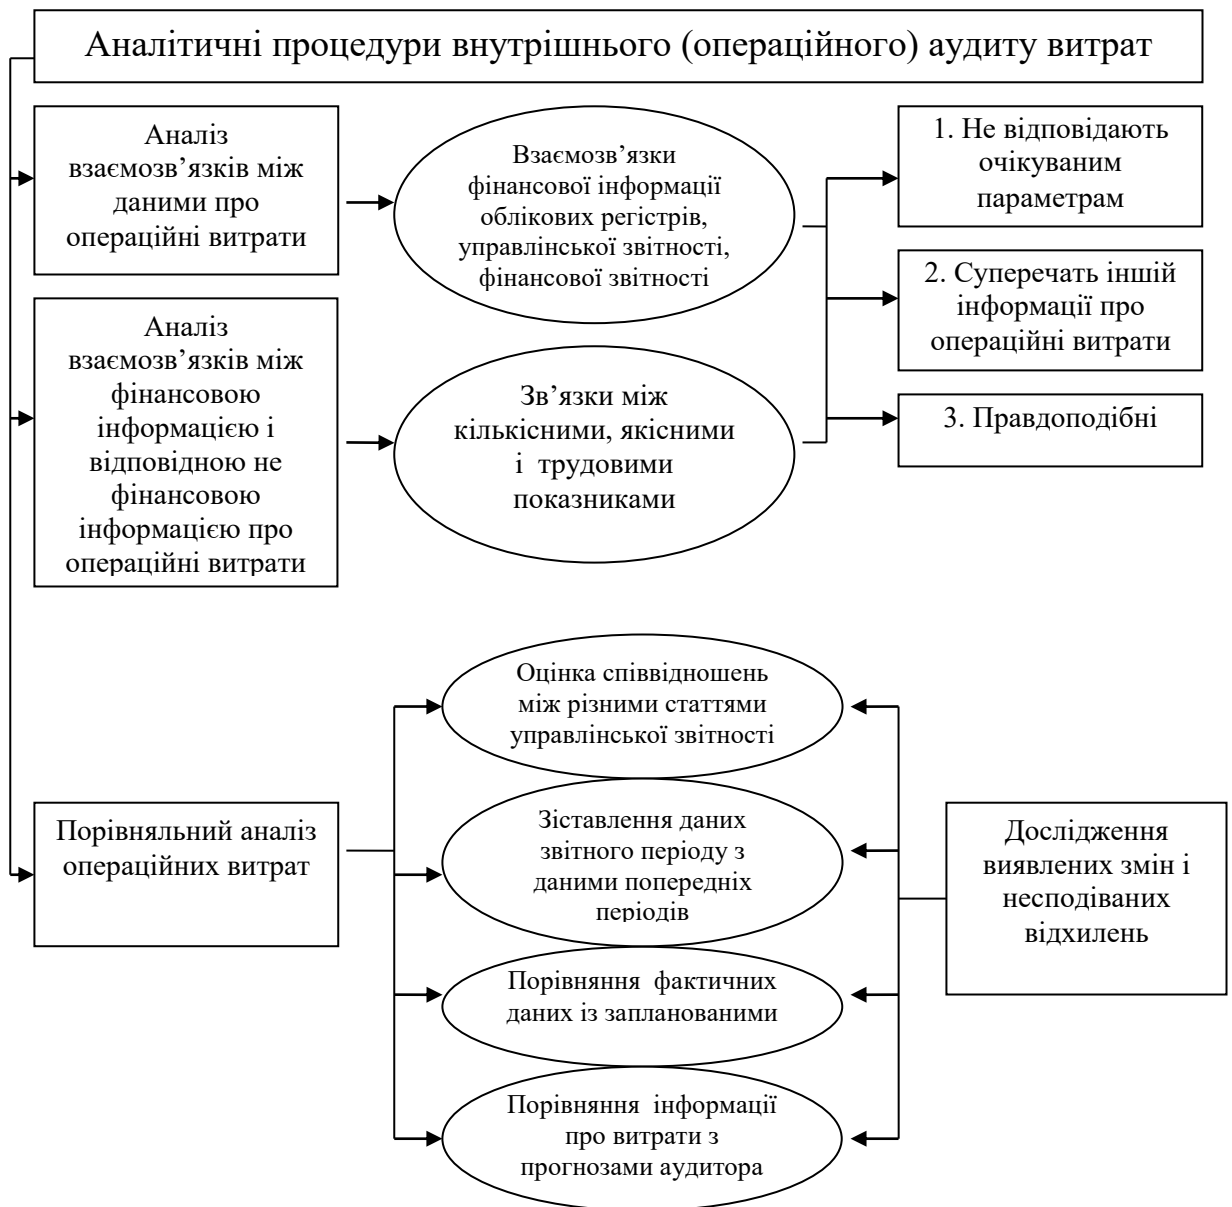 Аналітичні процедури внутрішнього (операційного) аудиту витрат
Аналіз
взаємозв’язків між
даними про
операційні витрати
Взаємозв’язки
фінансової інформації
облікових регістрів,
управлінської звітності,
фінансової звітності
1. Не відповідають
очікуваним
параметрам
2. Суперечать іншій
інформації про
операційні витрати
3. Правдоподібні
Аналіз
взаємозв’язків між
фінансовою
інформацією і
відповідною не
фінансовою
інформацією про
операційні витрати
Зв’язки між
кількісними, якісними
і трудовими
показниками
Порівняльний аналіз
операційних витрат
Оцінка співвідношень
між різними статтями
управлінської звітності
Зіставлення даних
звітного періоду з
даними попередніх
періодів
Порівняння фактичних
даних із запланованими
Порівняння інформації
про витрати з
прогнозами аудитора
Дослідження
виявлених змін і
несподіваних
відхилень